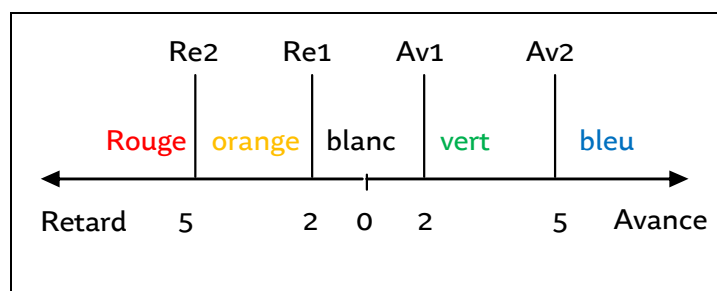 Re2 Re1 Av1 Av2
Rouge orange blanc vert bleu
Retard 5 2 0 2 5 Avance